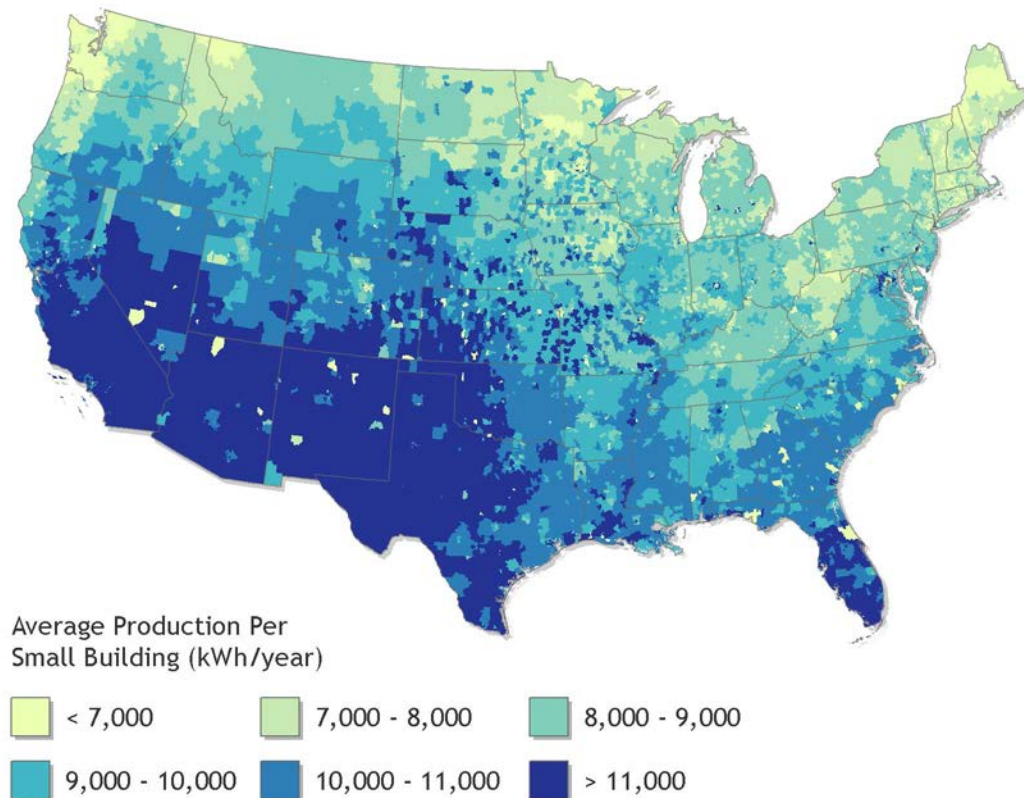 Average Production Per
Small Building (kWh/year)
< 7,000
7,000 - 8,000
8,000 - 9,000
9,000 - 10,000
10,000 - 11,000
> 11,000